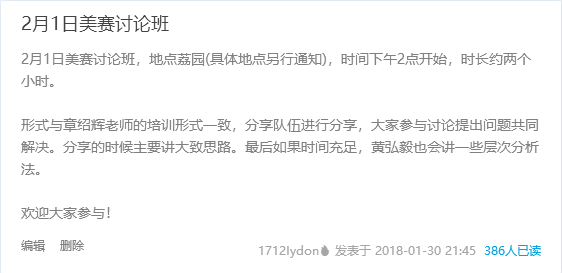 2月1日美赛讨论班
2月1日美赛讨论班，地点荔园(具体地点另行通知)，时间下午2点开始，时长约两个
小时。
形式与章绍辉老师的培训形式一致，分享队伍进行分享，大家参与讨论提出问题共同
解决。分享的时候主要讲大致思路。最后如果时间充足，黄弘毅也会讲一些层次分析
法。
欢迎大家参与！
编辑 删除 1712lydon 发表于 2018-01-30 21:45 386人已读